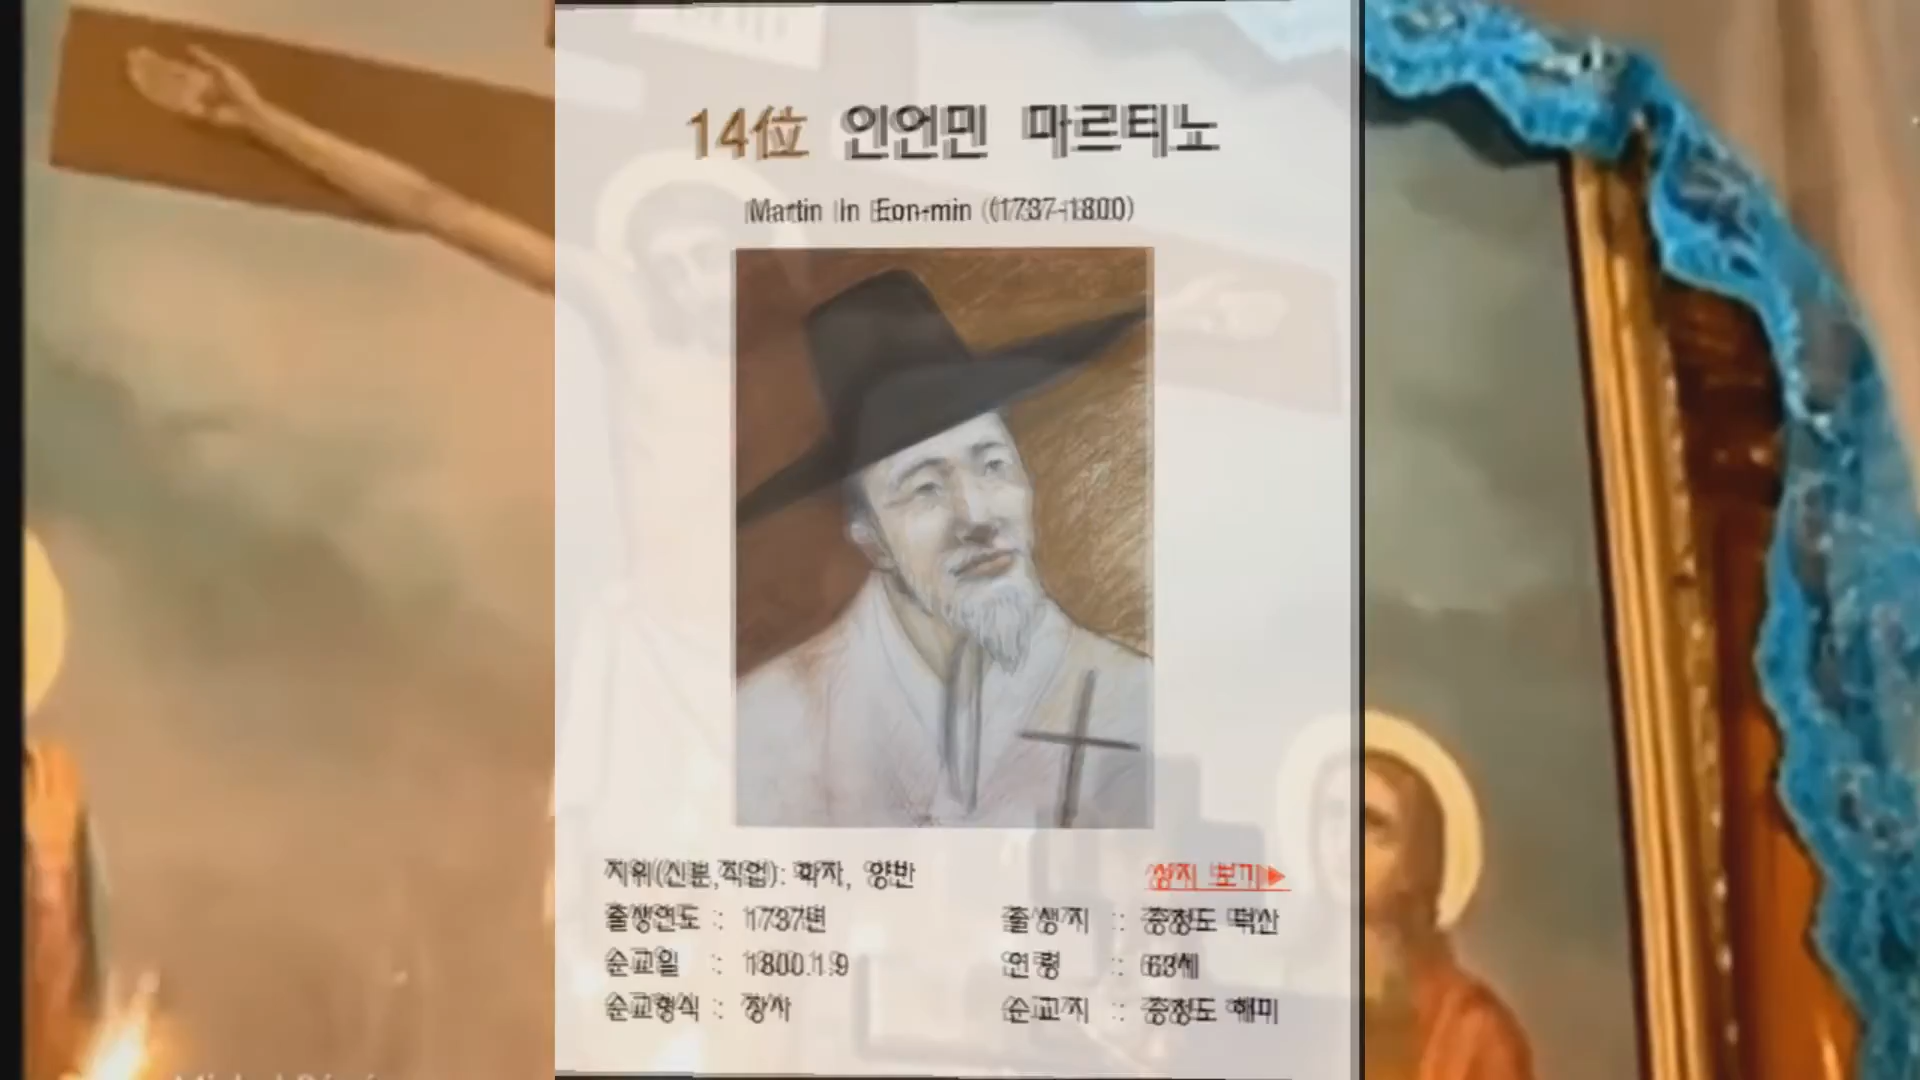 14位 인언민 마르티노
Martin In Eon-min (1737-1800)
지위(신분,직업): 학자, 양반
성지 보기▶
출생연도 : 1737년
출생지 : 충청도 덕산
순교일 : 1800.1.9
연령 : 63세
순교형식 : 장사
순교지 : 충청도 해미